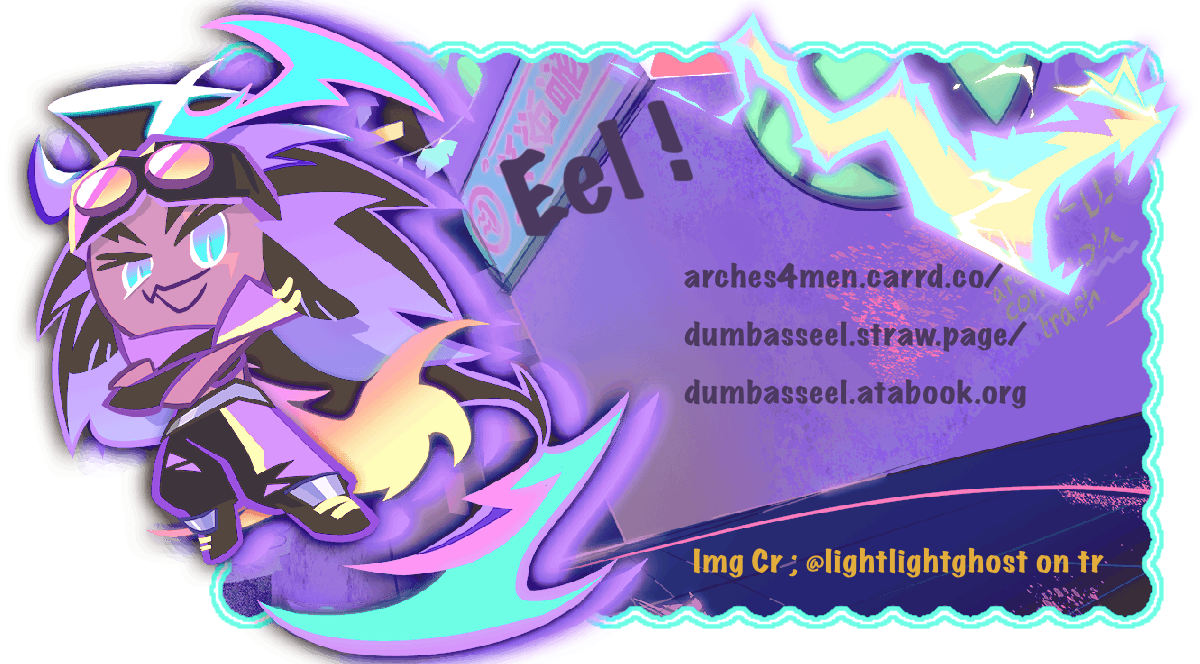 Eel!
arches4men.carrd.co/
dumbasseel.straw.page/
dumbasseel.atabook.org
Img Cr ; @lightlightghost on tr